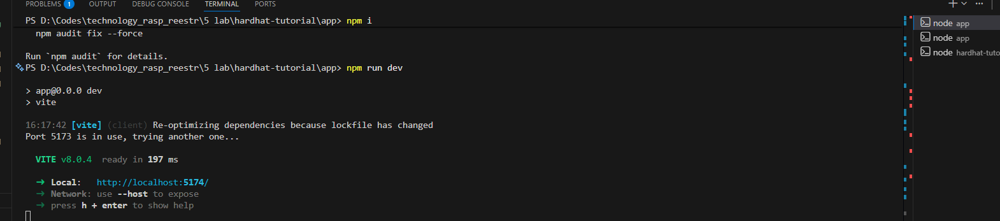 PROBLEMS 1 OUTPUT DEBUG CONSOLE TERMINAL PORTS
PS D:\Codes\technology_rasp_reestr\5 lab\hardhat-tutorial\app> npm i
npm audit fix --force
Run `npm audit` for details.
PS D:\Codes\technology_rasp_reestr\5 lab\hardhat-tutorial\app> npm run dev
> app@0.0.0 dev
> vite
16:17:42 [vite] (client) Re-optimizing dependencies because lockfile has changed
Port 5173 is in use, trying another one...
VITE v8.0.4 ready in 197 ms
➜ Local: http://localhost:5174/
➜ Network: use --host to expose
➜ press h + enter to show help
node app
node app
node hardhat-tuto